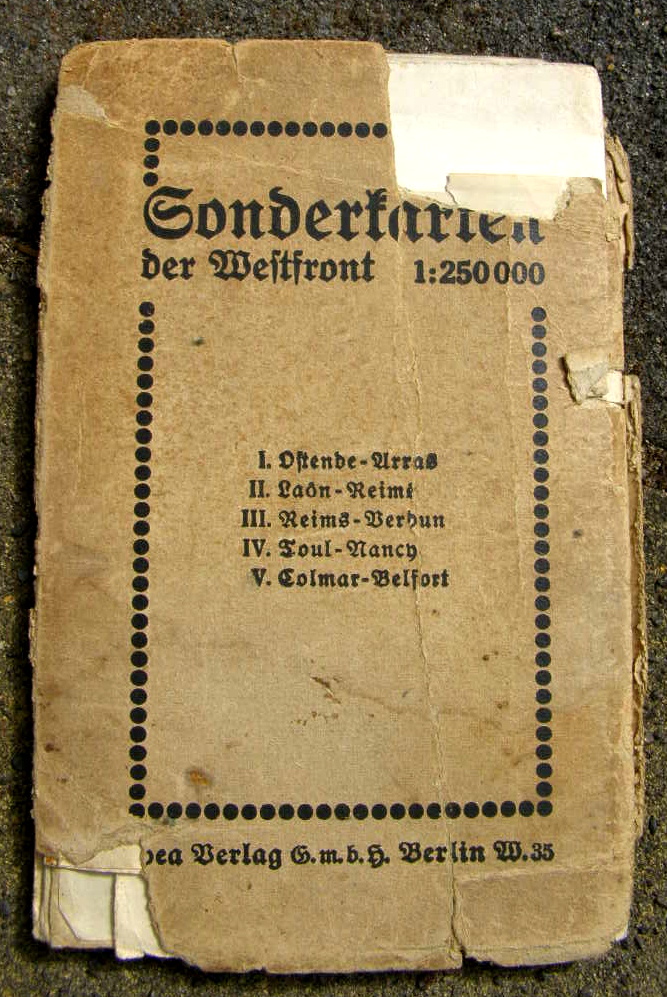 Sonderkarten
der Westfront 1:250000
I. Ostende-Arras
II. Laôn-Reims
III. Reims-Verdun
IV. Toul-Nancy
V. Colmar-Belfort
Verlag G.m.b.H. Berlin W.35